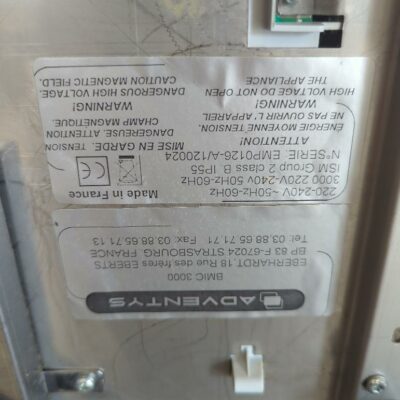 ADVENTYS
BMIC 3000
EBERHARDT,18 Rue des frères EBERTS
BP 83 F-67024 STRASBOURG FRANCE
Tel. 03.88.65.71.71 Fax. 03.88.65.71.13
220-240V ~50Hz-60Hz
3000 220V-240v 50Hz-60Hz
ISM Group 2 class B. IP55
N°SERIE EMP0126-A/120024
Made in France
CE
ATTENTION!
ENERGIE MOYENNE TENSION.
NE PAS OUVRIR L'APPAREIL
WARNING!
HIGH VOLTAGE DO NOT OPEN
THE APPLIANCE
MISE EN GARDE. TENSION
DANGEREUSE. ATTENTION
CHAMP MAGNETIQUE.
WARNING!
DANGEROUS HIGH VOLTAGE.
CAUTION MAGNETIC FIELD.